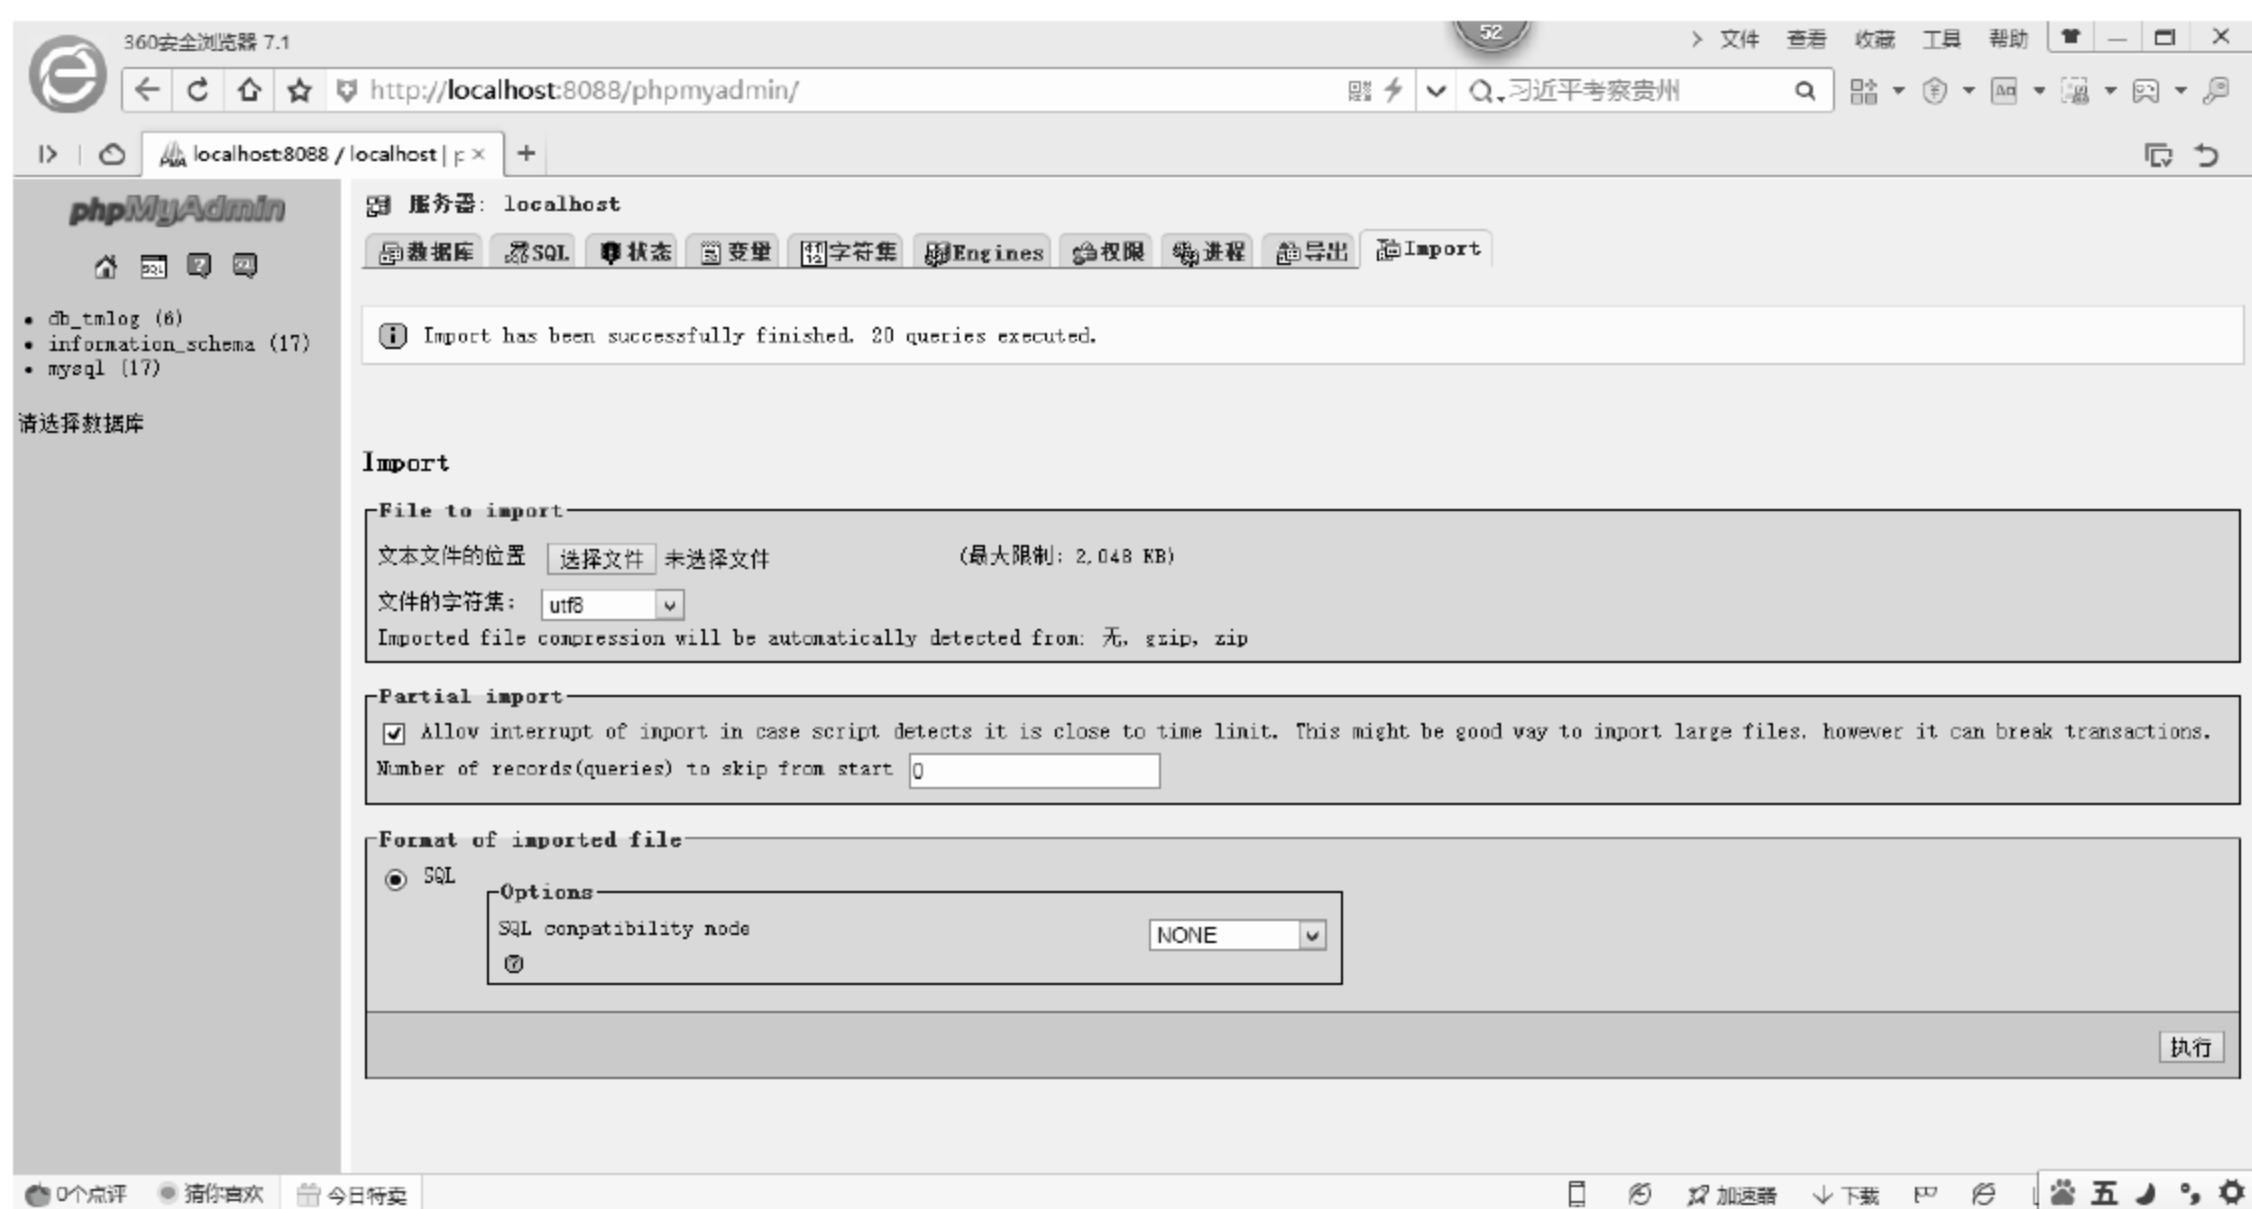 360安全浏览器 7.1
52
文件 查看 收藏 工具 帮助
http://localhost:8088/phpmyadmin/
习近平考察贵州
localhost:8088 / localhost | p
phpMyAdmin
服务器: localhost
数据库 SQL 状态 变量 字符集 Engines 权限 进程 导出 Import
db_tmlog (6)
information_schema (17)
mysql (17)
请选择数据库
Import has been successfully finished. 20 queries executed.
Import
File to import
文本文件的位置 选择文件 未选择文件 (最大限制: 2,048 KB)
文件的字符集: utf8
Imported file compression will be automatically detected from: 无, gzip, zip
Partial import
Allow interrupt of import in case script detects it is close to time limit. This might be good way to import large files, however it can break transactions.
Number of records(queries) to skip from start 0
Format of imported file
SQL
Options
SQL compatibility mode NONE
执行
0个点评 猜你喜欢 今日特卖 加速器 下载 五